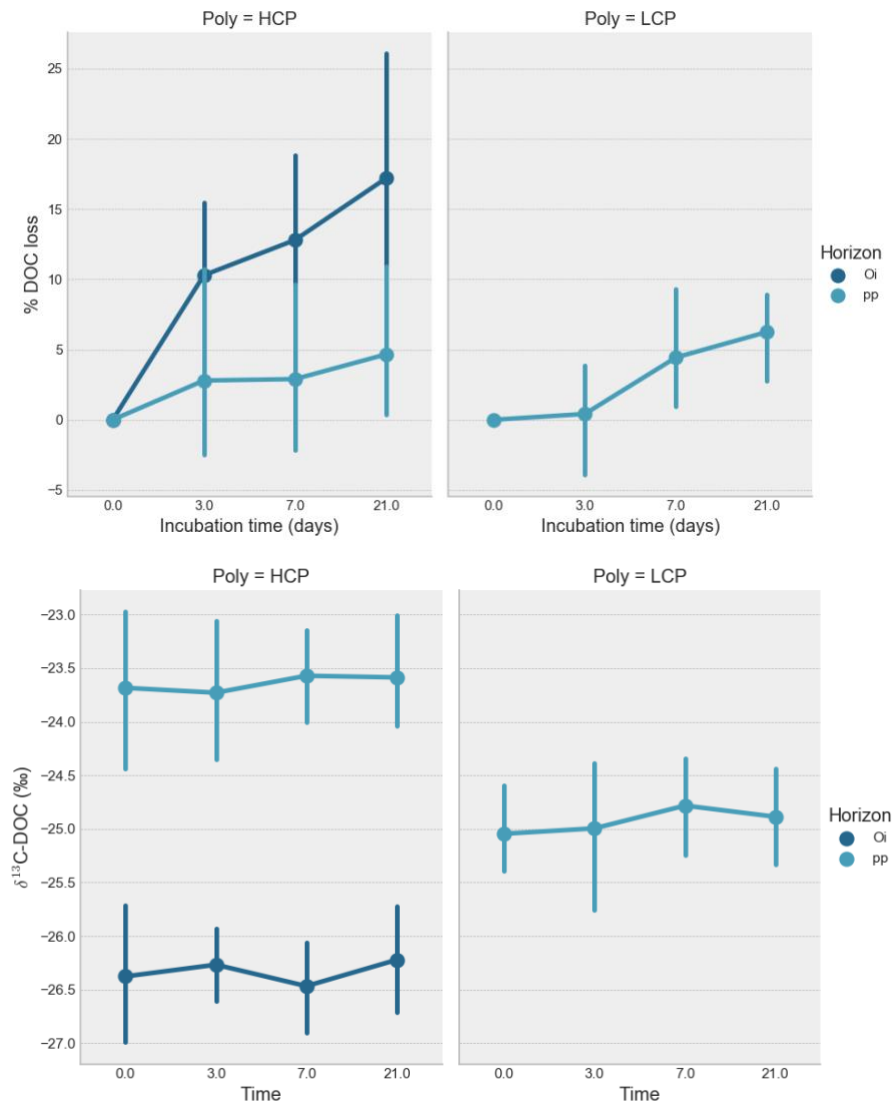 Poly = HCP
Poly = LCP
% DOC loss
25
20
15
10
5
0
−5
0.0 3.0 7.0 21.0
Incubation time (days)
0.0 3.0 7.0 21.0
Incubation time (days)
Horizon
Oi
pp
Poly = HCP
Poly = LCP
δ¹³C-DOC (‰)
−23.0
−23.5
−24.0
−24.5
−25.0
−25.5
−26.0
−26.5
−27.0
0.0 3.0 7.0 21.0
Time
0.0 3.0 7.0 21.0
Time
Horizon
Oi
pp